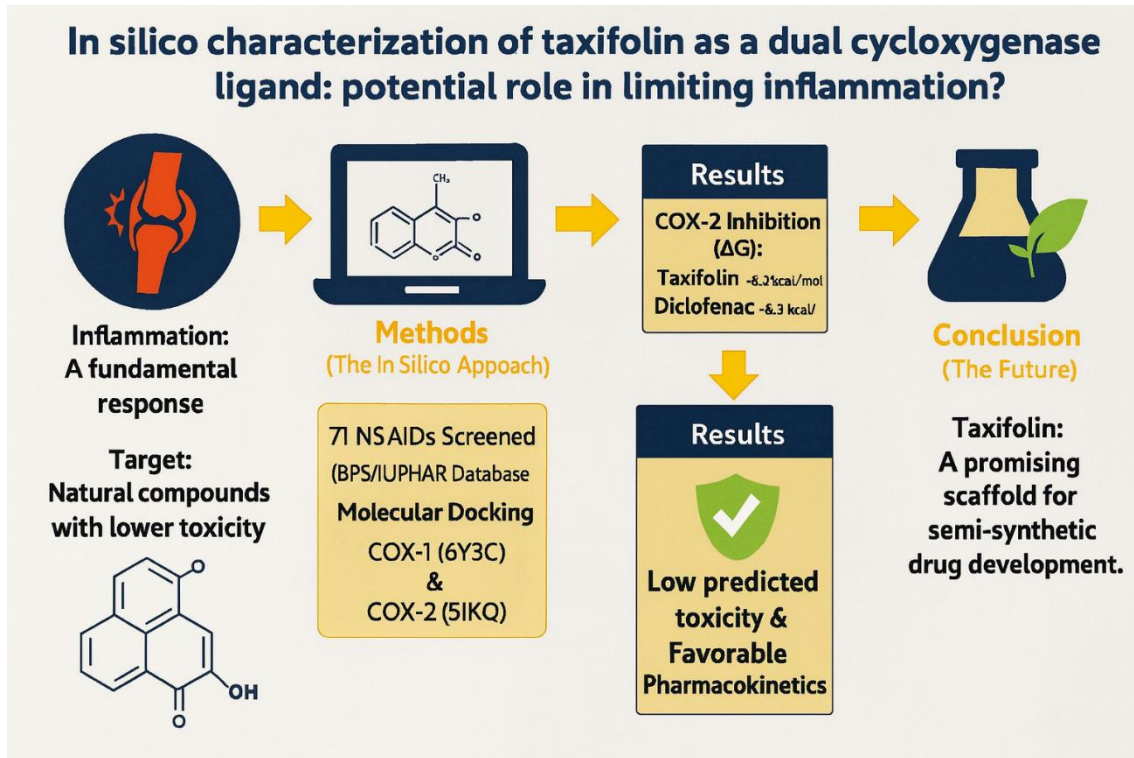 In silico characterization of taxifolin as a dual cycloxygenase
ligand: potential role in limiting inflammation?
Inflammation:
A fundamental
response
Target:
Natural compounds
with lower toxicity
O
OH
O
CH₃
O
O
O
Methods
(The In Silico Appoach)
71 NSAIDs Screened
(BPS/IUPHAR Database
Molecular Docking
COX-1 (6Y3C)
&
COX-2 (5IKQ)
Results
COX-2 Inhibition
(ΔG):
Taxifolin
Diclofenac
Results
Low predicted
toxicity &
Favorable
Pharmacokinetics
Conclusion
(The Future)
Taxifolin:
A promising
scaffold for
semi-synthetic
drug development.